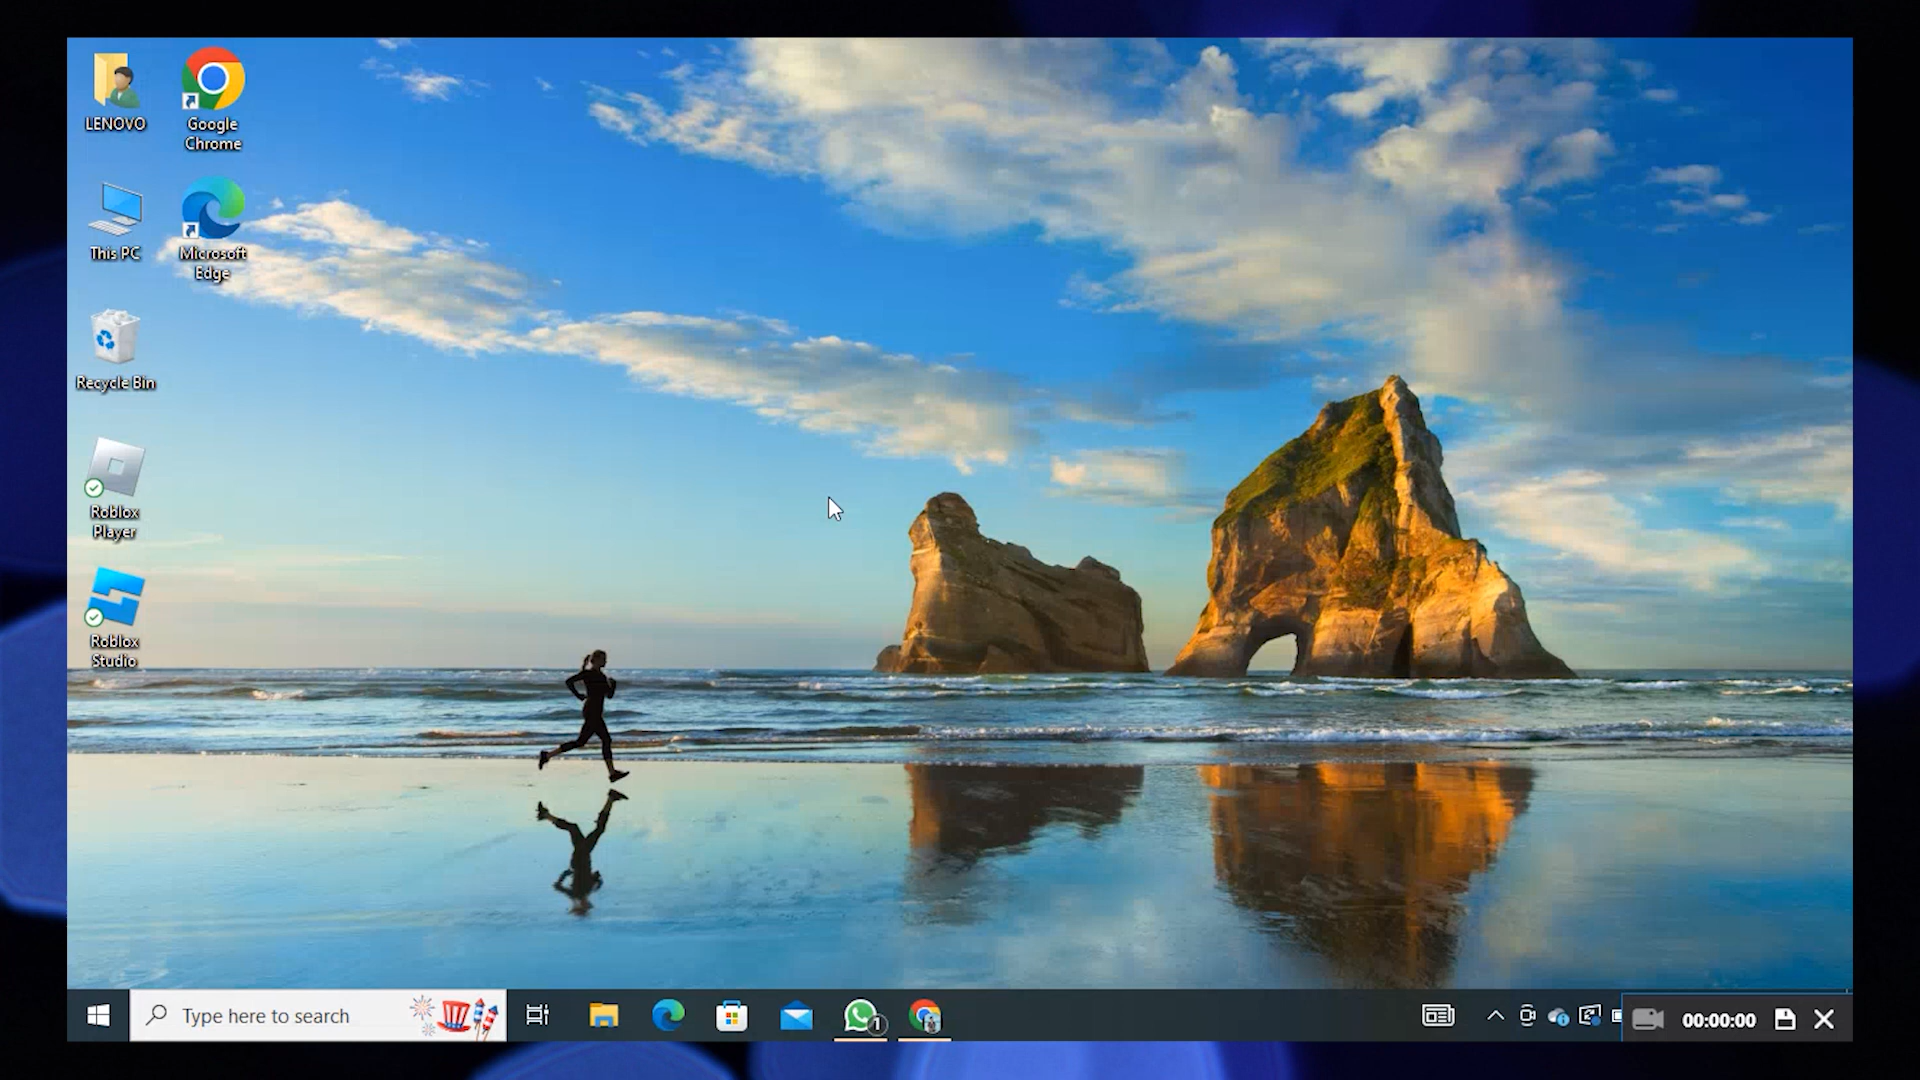 LENOVO
Google
Chrome
This PC
Microsoft
Edge
Recycle Bin
Roblox
Player
Roblox
Studio
Type here to search
1
00:00:00